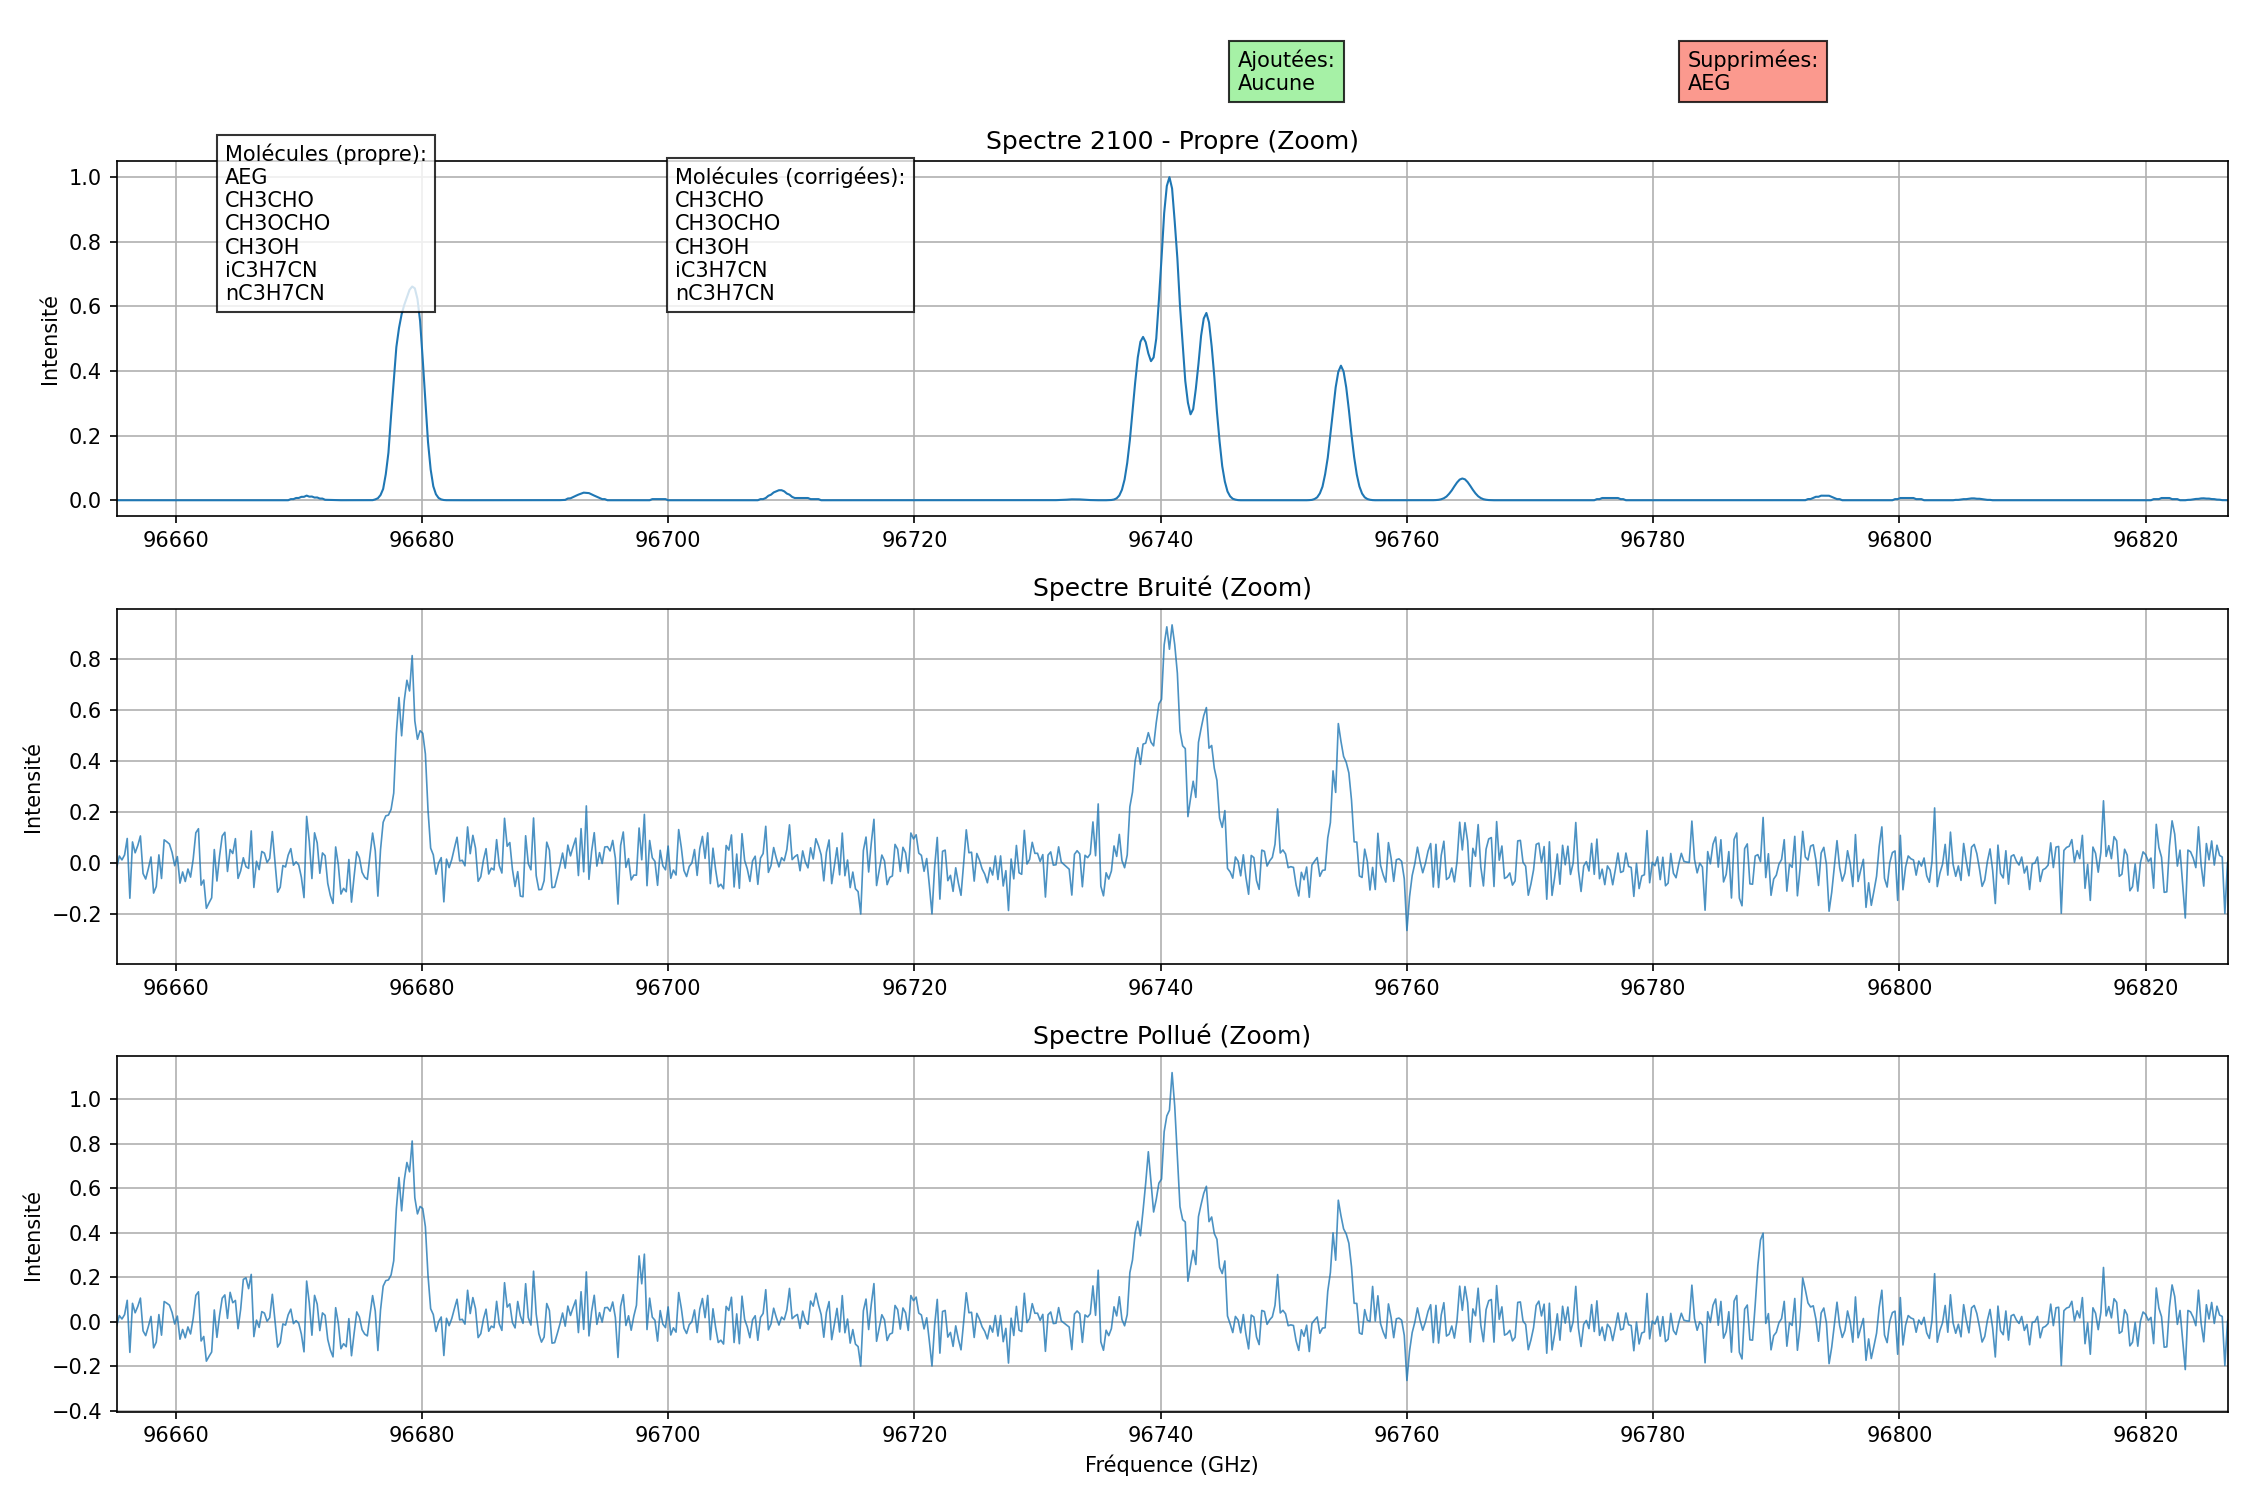 Ajoutées:
Aucune
Supprimées:
AEG
Spectre 2100 - Propre (Zoom)
Molécules (propre):
AEG
CH3CHO
CH3OCHO
CH3OH
iC3H7CN
nC3H7CN
Molécules (corrigées):
CH3CHO
CH3OCHO
CH3OH
iC3H7CN
nC3H7CN
Intensité
1.0
0.8
0.6
0.4
0.2
0.0
96660 96680 96700 96720 96740 96760 96780 96800 96820
Spectre Bruité (Zoom)
Intensité
0.8
0.6
0.4
0.2
0.0
−0.2
96660 96680 96700 96720 96740 96760 96780 96800 96820
Spectre Pollué (Zoom)
Intensité
1.0
0.8
0.6
0.4
0.2
0.0
−0.2
−0.4
96660 96680 96700 96720 96740 96760 96780 96800 96820
Fréquence (GHz)